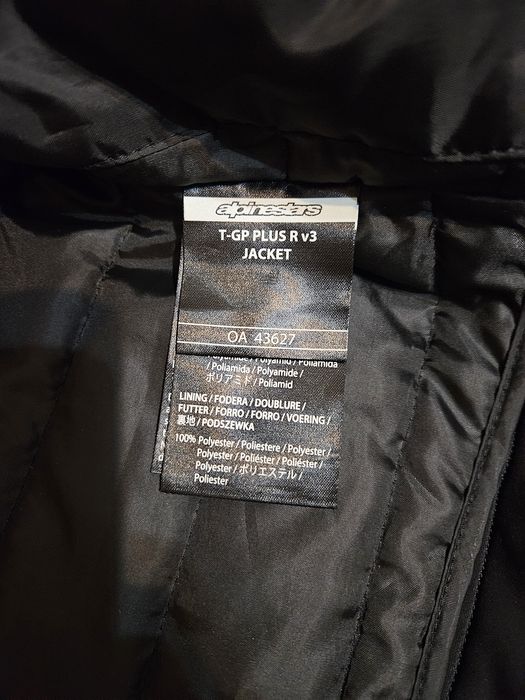 alpinestars
T-GP PLUS R v3
JACKET
OA 43627
/ Poliamida / Polyamide /
ポリアミド / Poliamid
LINING / FODERA / DOUBLURE /
FUTTER / FORRO / FORRO / VOERING /
裏地 / PODSZEWKA
100% Polyester / Poliestere / Polyester /
Polyester / Poliéster / Poliéster /
Polyester / ポリエステル /
Poliester